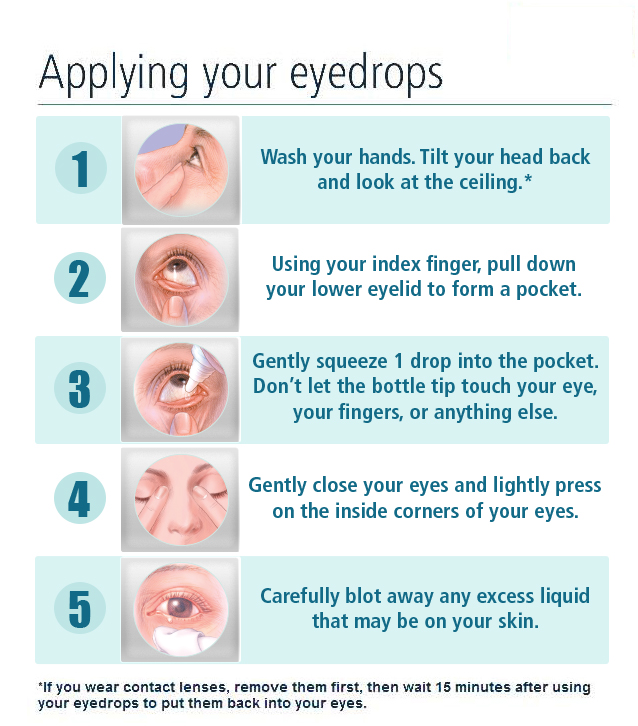 Applying your eyedrops
1
Wash your hands. Tilt your head back
and look at the ceiling.*
2
Using your index finger, pull down
your lower eyelid to form a pocket.
3
Gently squeeze 1 drop into the pocket.
Don’t let the bottle tip touch your eye,
your fingers, or anything else.
4
Gently close your eyes and lightly press
on the inside corners of your eyes.
5
Carefully blot away any excess liquid
that may be on your skin.
*If you wear contact lenses, remove them first, then wait 15 minutes after using
your eyedrops to put them back into your eyes.